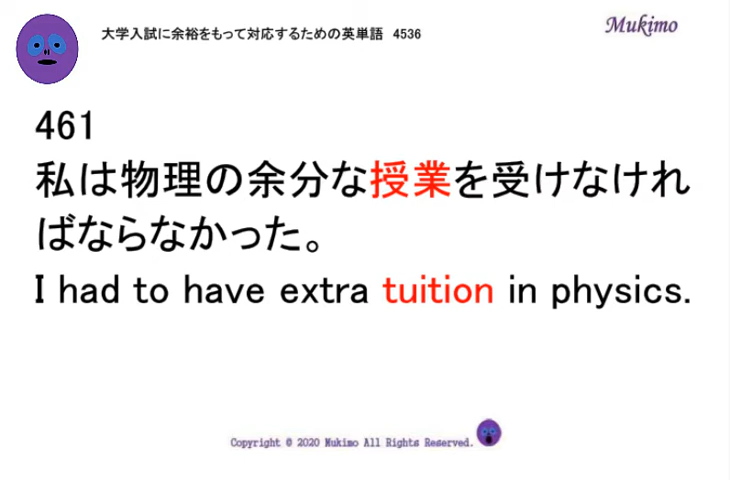 大学入試に余裕をもって対応するための英単語 4536
Mukimo
461
私は物理の余分な授業を受けなけれ
ばならなかった。
I had to have extra tuition in physics.
Copyright © 2020 Mukimo All Rights Reserved.